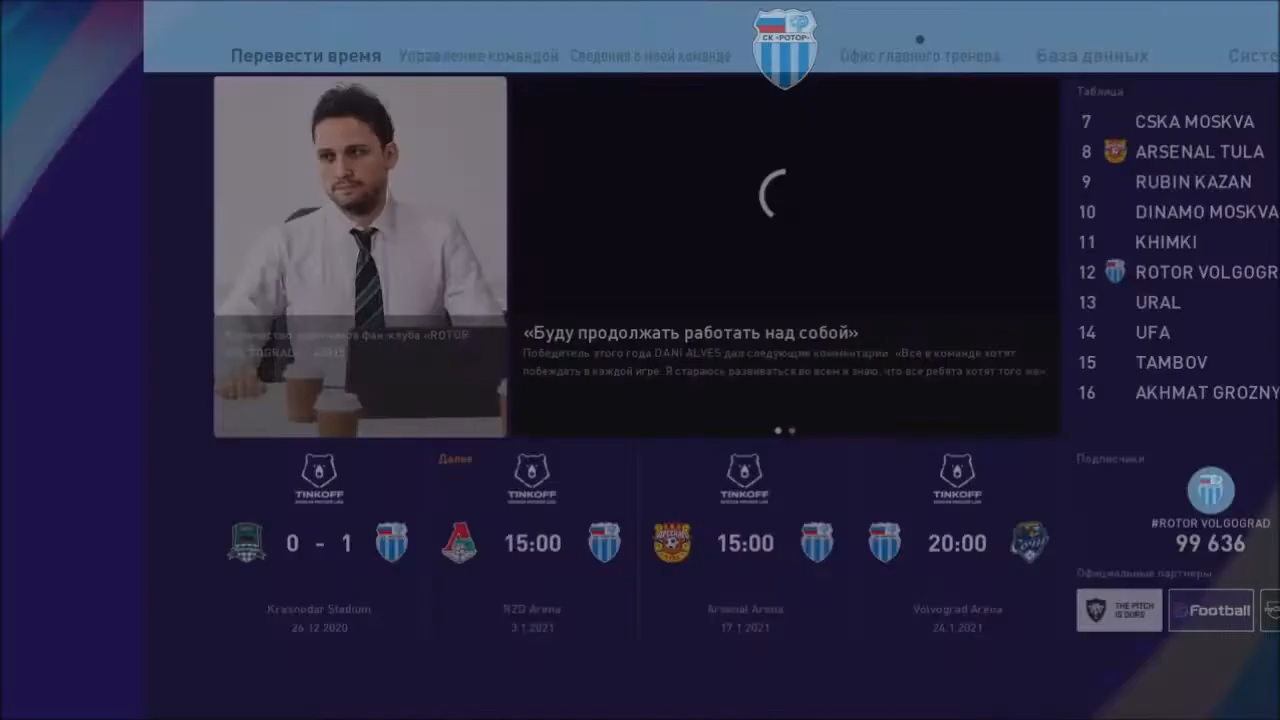 Перевести время
Управление командой
Сведения о моей команде
СК «РОТОР»
Офис главного тренера
База данных
Систе
Количество участников фан-клуба «ROTOR
«Буду продолжать работать над собой»
Победитель этого года DANI ALVES дал следующие комментарии. «Все в команде хотят
побеждать в каждой игре. Я стараюсь развиваться во всем и знаю, что все ребята хотят того же».
Таблица
7 CSKA MOSKVA
8 ARSENAL TULA
9 RUBIN KAZAN
10 DINAMO MOSKVA
11 KHIMKI
12 ROTOR VOLGOGR
13 URAL
14 UFA
15 TAMBOV
16 AKHMAT GROZNY
TINKOFF
0 - 1
Krasnodar Stadium
26.12.2020
Далее
TINKOFF
15:00
RZD Arena
3.1.2021
TINKOFF
15:00
Arsenal Arena
17.1.2021
TINKOFF
20:00
Volvograd Arena
24.1.2021
Подписчики
#ROTOR VOLGOGRAD
99 636
Официальные партнеры
THE PITCH
IS OURS
eFootball